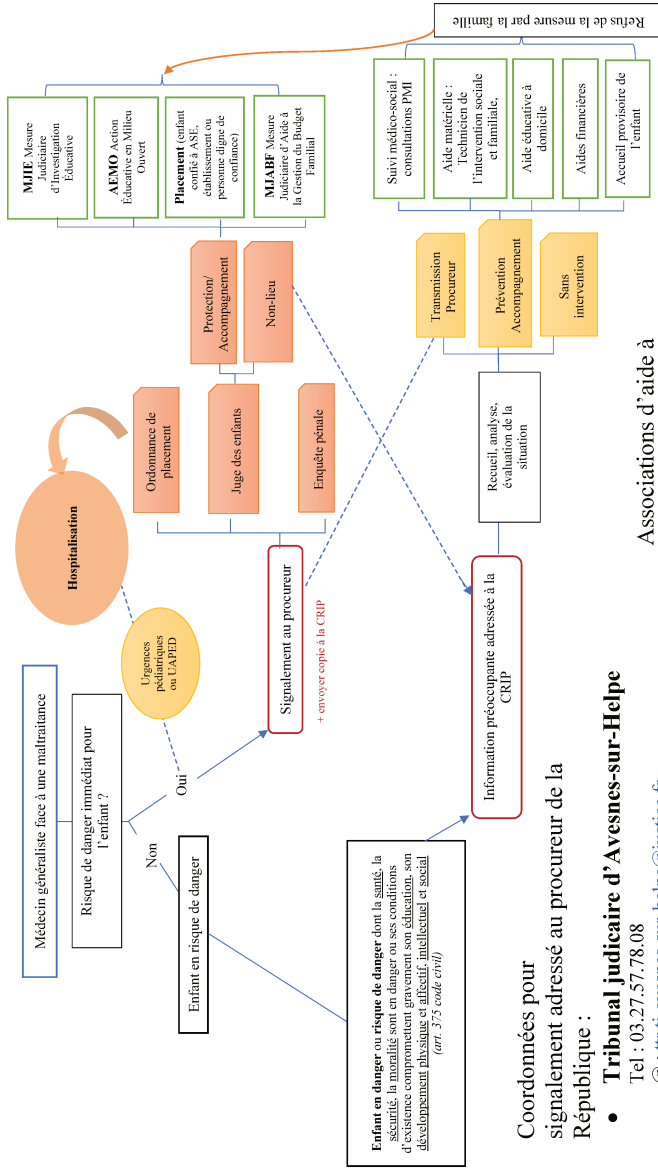 Médecin généraliste face à une maltraitance
Risque de danger immédiat pour
l'enfant ?
Non
Oui
Enfant en risque de danger
Urgences
pédiatriques
ou UAPED
Hospitalisation
Enfant en danger ou risque de danger dont la santé, la
sécurité, la moralité sont en danger ou ses conditions
d'existence compromettent gravement son éducation, son
développement physique et affectif, intellectuel et social
(art. 375 code civil)
Signalement au procureur
+ envoyer copie à la CRIP
Ordonnance de
placement
Juge des enfants
Enquête pénale
Protection/
Accompagnement
Non-lieu
MJIE Mesure
Judiciaire
d'Investigation
Éducative
AEMO Action
Éducative en Milieu
Ouvert
Placement (enfant
confié à ASE,
établissement ou
personne digne de
confiance)
MJABF Mesure
Judiciaire d'Aide à
la Gestion du Budget
Familial
Information préoccupante adressée à la
CRIP
Recueil, analyse,
évaluation de la
situation
Transmission
Procureur
Prévention
Accompagnement
Sans
intervention
Suivi médico-social :
consultations PMI
Aide matérielle :
Technicien de
l'intervention sociale
et familiale,
Aide éducative à
domicile
Aides financières
Accueil provisoire de
l'enfant
Refus de la mesure par la famille
Coordonnées pour
signalement adressé au procureur de la
République :
• Tribunal judicaire d'Avesnes-sur-Helpe
Tel : 03.27.57.78.08
Associations d'aide à